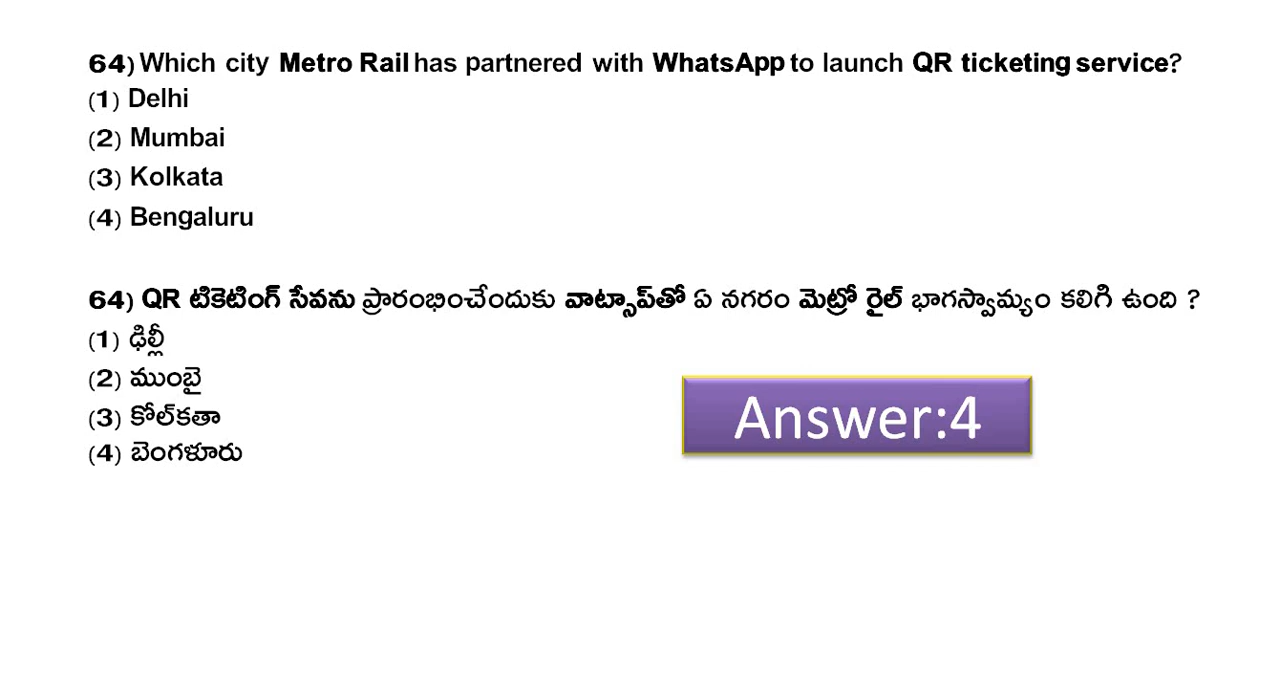 64) Which city Metro Rail has partnered with WhatsApp to launch QR ticketing service?
(1) Delhi
(2) Mumbai
(3) Kolkata
(4) Bengaluru
64) QR టికెటింగ్ సేవను ప్రారంభించేందుకు వాట్సాప్‌తో ఏ నగరం మెట్రో రైల్ భాగస్వామ్యం కలిగి ఉంది ?
(1) ఢిల్లీ
(2) ముంబై
(3) కోల్‌కతా
(4) బెంగళూరు
Answer:4